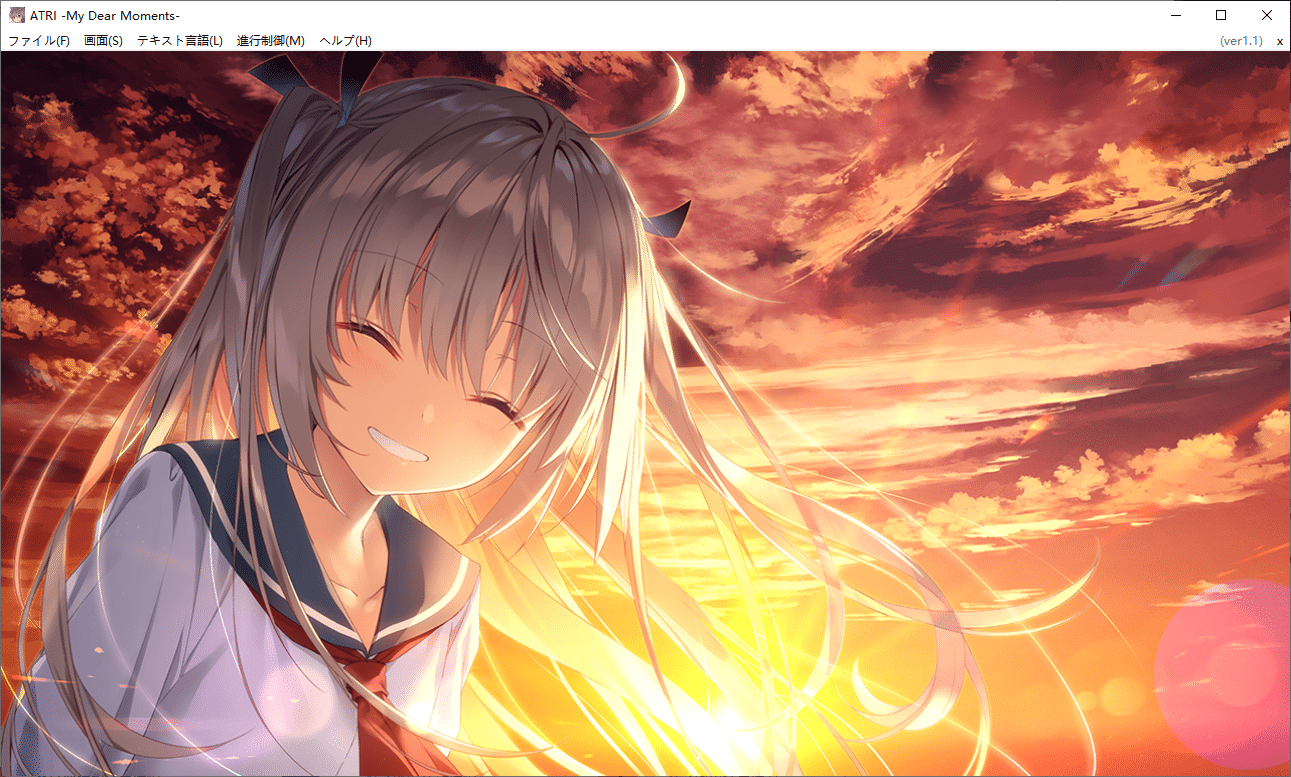 ATRI -My Dear Moments-
ファイル(F) 画面(S) テキスト言語(L) 進行制御(M) ヘルプ(H) (ver1.1) x